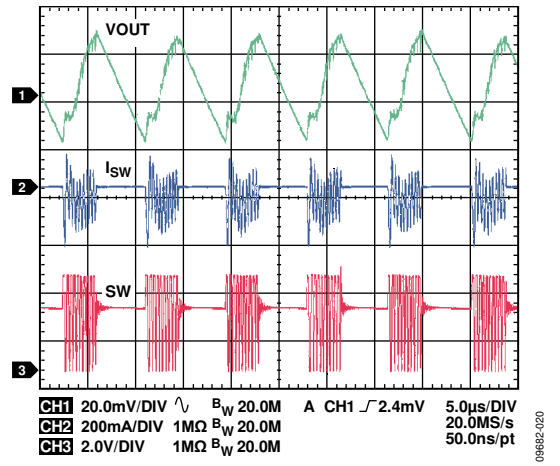 VOUT
1
ISW
2
SW
3
CH1 20.0mV/DIV ∿ BW 20.0M A CH1 2.4mV 5.0µs/DIV
CH2 200mA/DIV 1MΩ BW 20.0M 20.0MS/s
CH3 2.0V/DIV 1MΩ BW 20.0M 50.0ns/pt
09682-020